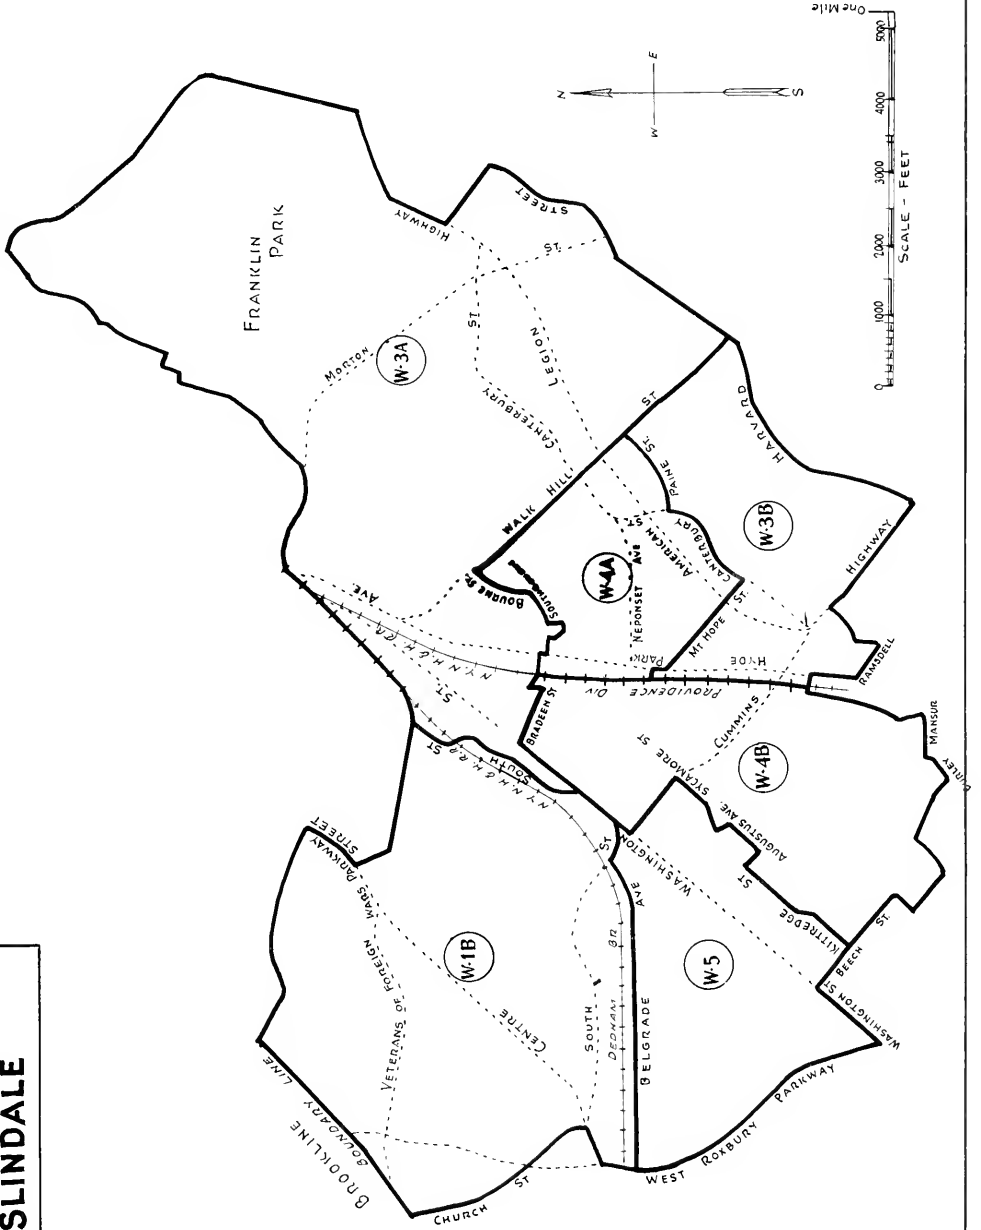 SLINDALE
FRANKLIN
PARK
N
S
E
W
0 1000 2000 3000 4000 5000
One Mile
SCALE - FEET
HIGHWAY
STREET
ST.
MORTON
W-3A
ST
CANTERBURY
LEGION
WALK HILL ST
HARVARD
PAINE ST.
W-3B
HIGHWAY
AMERICAN
ST
CANTERBURY
W-4A
NEPONSET AVE
MT HOPE ST.
BOURNE ST.
AVE.
N.Y.N.H & H. R.R.
ST.
HYDE
PARK
PROVIDENCE DIV
RAMSDELL
BRADEEN ST
CUMMINS
SYCAMORE ST
W-4B
AUGUSTUS AVE.
MANSUR
SOUTH
ST
N.Y.N.H & H. R.R.
STREET
PARKWAY
WARS
VETERANS OF FOREIGN
W-1B
CENTRE
SOUTH
ST
DEDHAM BR
BELGRADE AVE
WASHINGTON
ST
KITTREDGE
W-5
BEECH ST.
WASHINGTON ST
WASHINGTON
WEST ROXBURY PARKWAY
BROOKLINE
BOUNDARY LINE
CHURCH ST